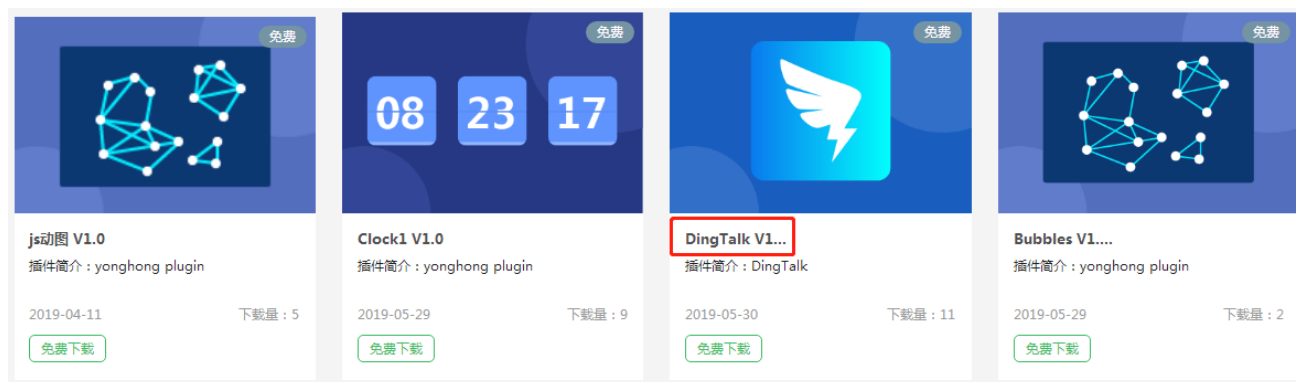 免费
js动图 V1.0
插件简介：yonghong plugin
2019-04-11 下载量：5
免费下载
免费
08 23 17
Clock1 V1.0
插件简介：yonghong plugin
2019-05-29 下载量：9
免费下载
免费
DingTalk V1...
插件简介：DingTalk
2019-05-30 下载量：11
免费下载
免费
Bubbles V1....
插件简介：yonghong plugin
2019-05-29 下载量：2
免费下载